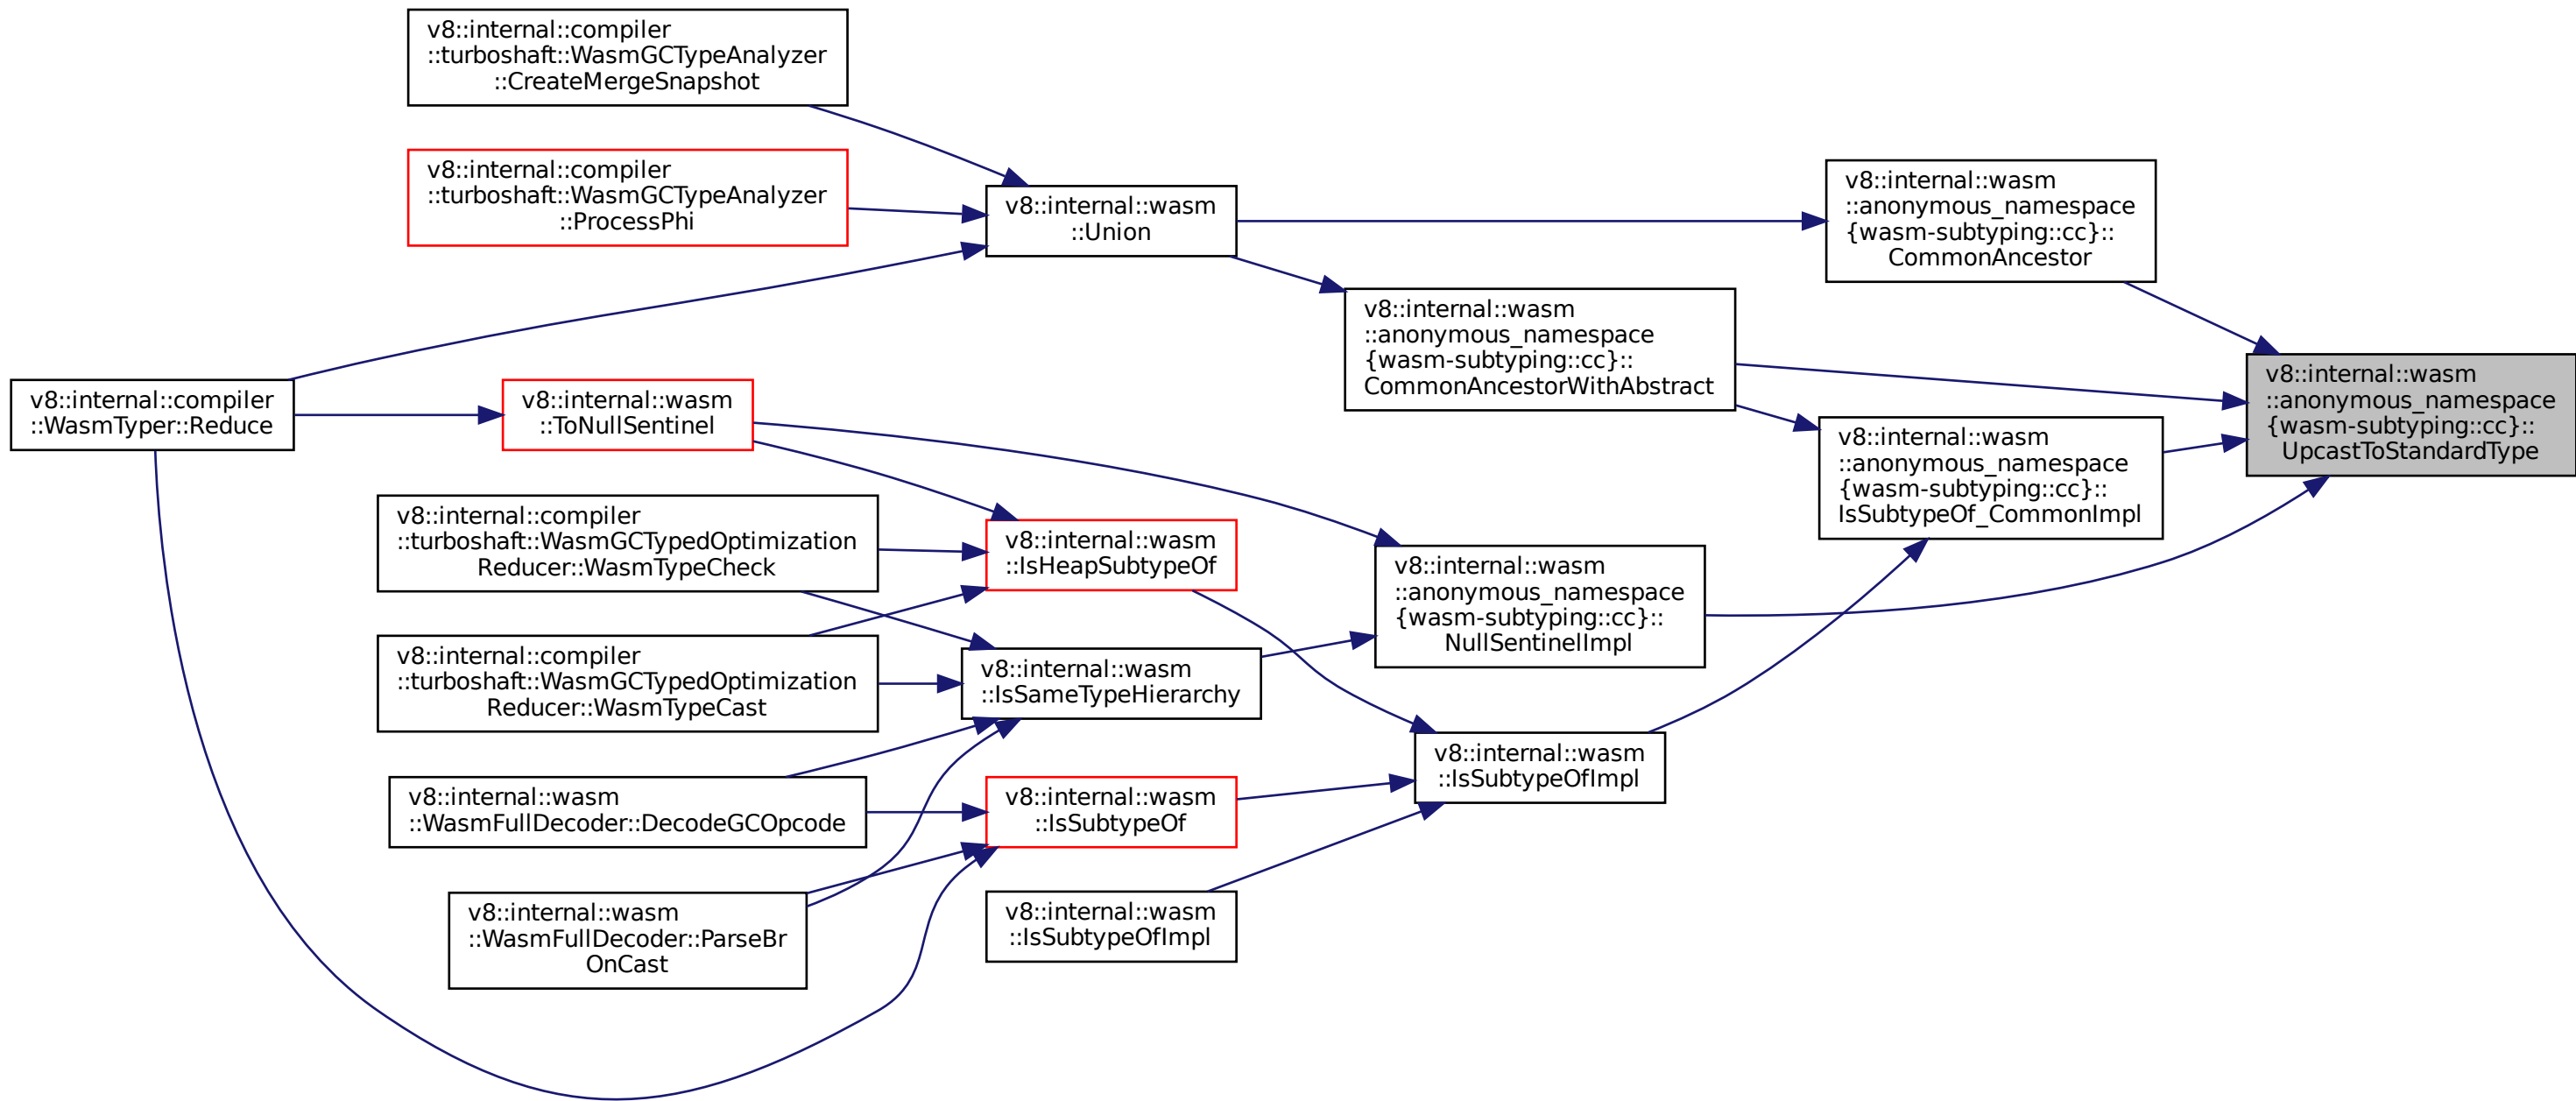 v8::internal::compiler
::turboshaft::WasmGCTypeAnalyzer
::CreateMergeSnapshot
v8::internal::compiler
::turboshaft::WasmGCTypeAnalyzer
::ProcessPhi
v8::internal::wasm
::Union
v8::internal::wasm
::anonymous_namespace
{wasm-subtyping::cc}::
CommonAncestor
v8::internal::wasm
::anonymous_namespace
{wasm-subtyping::cc}::
CommonAncestorWithAbstract
v8::internal::wasm
::anonymous_namespace
{wasm-subtyping::cc}::
UpcastToStandardType
v8::internal::compiler
::WasmTyper::Reduce
v8::internal::wasm
::ToNullSentinel
v8::internal::wasm
::anonymous_namespace
{wasm-subtyping::cc}::
IsSubtypeOf_CommonImpl
v8::internal::compiler
::turboshaft::WasmGCTypedOptimization
Reducer::WasmTypeCheck
v8::internal::wasm
::IsHeapSubtypeOf
v8::internal::wasm
::anonymous_namespace
{wasm-subtyping::cc}::
NullSentinelImpl
v8::internal::compiler
::turboshaft::WasmGCTypedOptimization
Reducer::WasmTypeCast
v8::internal::wasm
::IsSameTypeHierarchy
v8::internal::wasm
::IsSubtypeOfImpl
v8::internal::wasm
::WasmFullDecoder::DecodeGCOpcode
v8::internal::wasm
::IsSubtypeOf
v8::internal::wasm
::WasmFullDecoder::ParseBr
OnCast
v8::internal::wasm
::IsSubtypeOfImpl